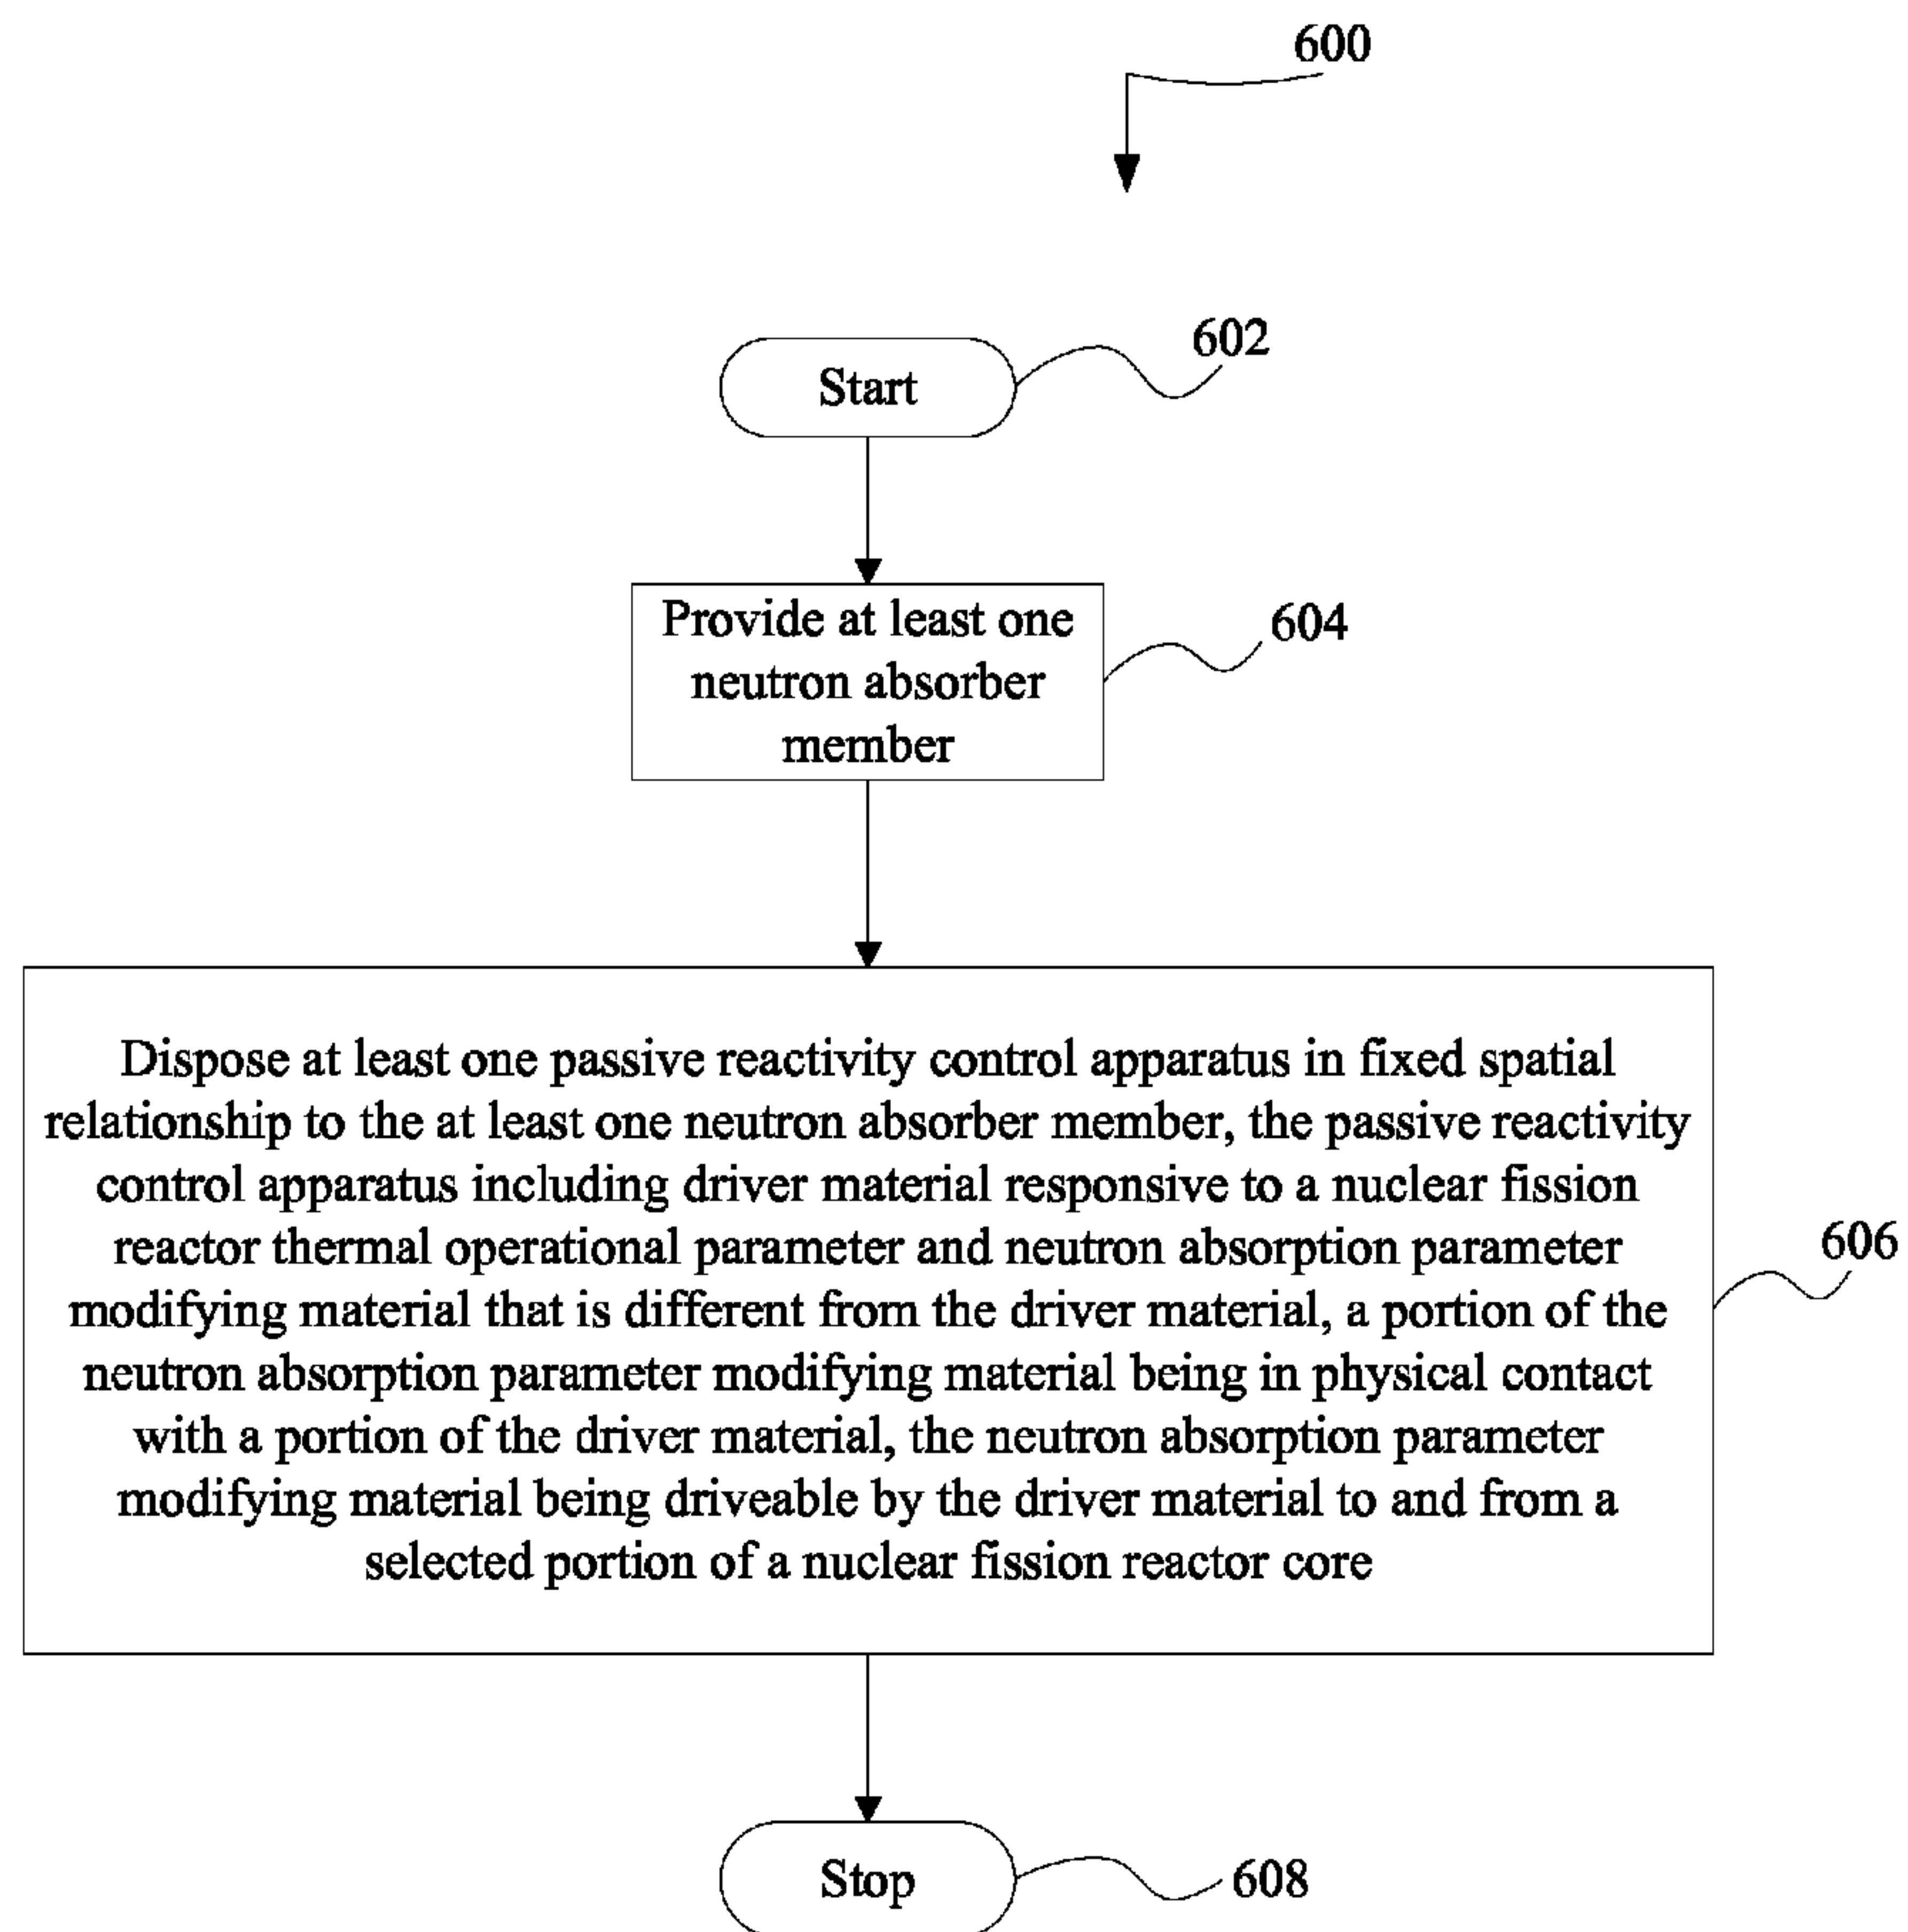 600
Start
602
Provide at least one
neutron absorber
member
604
Dispose at least one passive reactivity control apparatus in fixed spatial
relationship to the at least one neutron absorber member, the passive reactivity
control apparatus including driver material responsive to a nuclear fission
reactor thermal operational parameter and neutron absorption parameter
modifying material that is different from the driver material, a portion of the
neutron absorption parameter modifying material being in physical contact
with a portion of the driver material, the neutron absorption parameter
modifying material being driveable by the driver material to and from a
selected portion of a nuclear fission reactor core
606
Stop
608